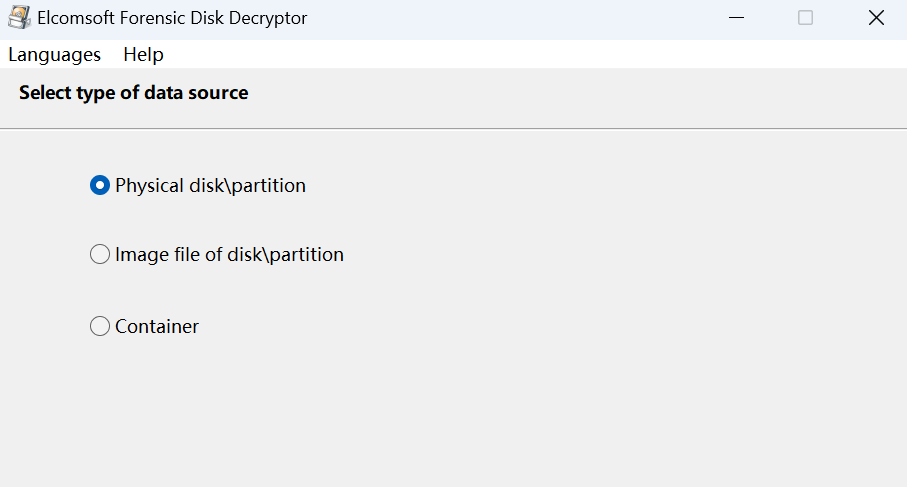 Elcomsoft Forensic Disk Decryptor
Languages Help
Select type of data source
Physical disk\partition
Image file of disk\partition
Container